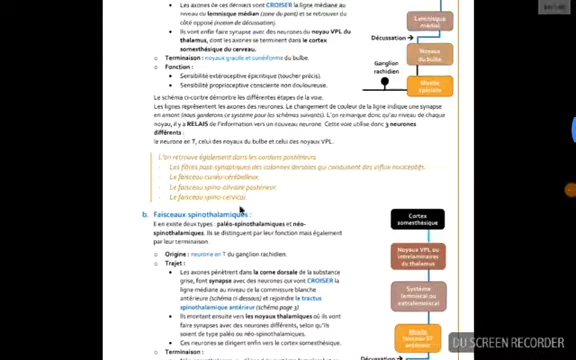 Les axones de ces derniers vont CROISER la ligne médiane au
niveau du lemnisque médian (zone du pont) et se retrouver du
côté opposé (notion de décussation).
Ils vont enfin faire synapse avec des neurones du noyau VPL du
thalamus, dont les axones se terminent dans le cortex
somesthésique du cerveau.
Terminaison : noyaux gracile et cunéiforme du bulbe.
Fonction :
Sensibilité extéroceptive épicritique (toucher précis).
Sensibilité proprioceptive consciente non douloureuse.
Lemnisque
médial
Décussation
Noyaux
du bulbe
Ganglion
rachidien
Moelle
épinière
Le schéma ci-contre démontre les différentes étapes de la voie.
Les lignes représentent les axones des neurones. Le changement de couleur de la ligne indique une synapse
en amont (nous garderons ce système pour les schémas suivants). L'on remarque donc qu'au niveau de chaque
noyau, il y a RELAIS de l'information vers un nouveau neurone. Cette voie utilise donc 3 neurones
différents :
le neurone en T, celui des noyaux du bulbe et celui des noyaux VPL.
L'on retrouve également dans les cordons postérieurs
- Les fibres post-synaptiques des colonnes dorsales qui conduisent des influx nociceptifs.
- Le faisceau cunéo-cérébelleux.
- Le faisceau spino-olivaire postérieur.
- Le faisceau spino-cervical.
b. Faisceaux spinothalamiques :
Il en existe deux types : paléo-spinothalamiques et néo-
spinothalamiques. Ils se distinguent par leur fonction mais également
par leur terminaison.
Origine : neurone en T du ganglion rachidien.
Trajet :
Les axones pénètrent dans la corne dorsale de la substance
grise, font synapse avec des neurones qui vont CROISER la
ligne médiane au niveau de la commissure blanche
antérieure (schéma ci-dessous) et rejoindre le tractus
spinothalamique antérieur (schéma page 3)
Ils montent ensuite vers les noyaux thalamiques où ils vont
faire synapses avec des neurones différents, selon qu'ils
soient de type paléo ou néo-spinothalamiques.
Ces neurones se dirigent enfin vers le cortex somesthésique.
Terminaison :
Cortex
somesthésique
Noyaux VPL ou
intralaminaires
du thalamus
Système
lemniscal ou
extralemniscal
Moelle
faisceau ST
antérieur
Décussation
DU SCREEN RECORDER